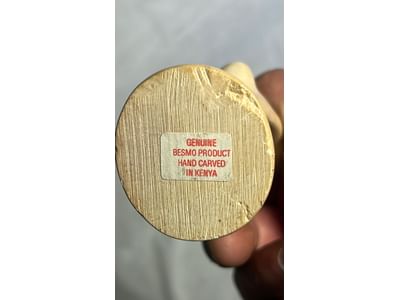 GENUINE
BESMO PRODUCT
HAND CARVED
IN KENYA